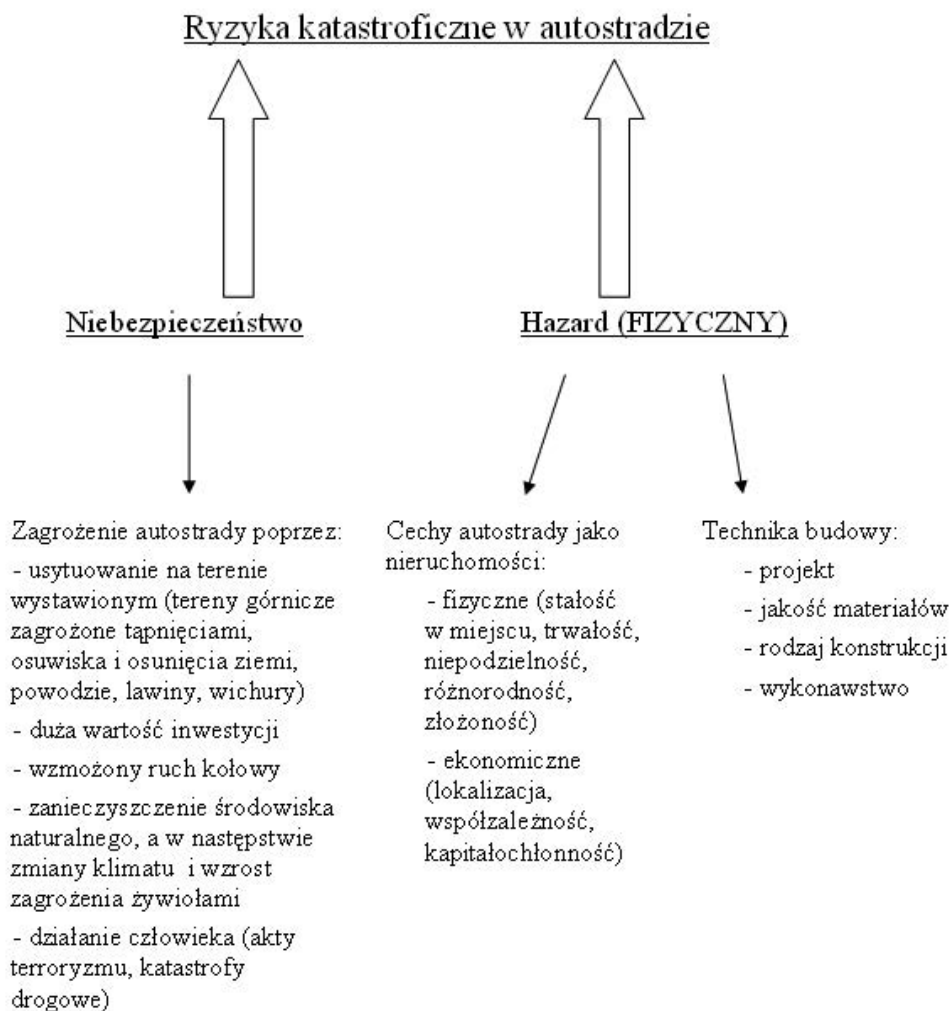 Ryzyka katastroficzne w autostradzie
Niebezpieczeństwo
Hazard (FIZYCZNY)
Zagrożenie autostrady poprzez:
- usytuowanie na terenie
wystawionym (tereny górnicze
zagrożone tąpnięciami,
osuwiska i osunięcia ziemi,
powodzie, lawiny, wichury)
- duża wartość inwestycji
- wzmożony ruch kołowy
- zanieczyszczenie środowiska
naturalnego, a w następstwie
zmiany klimatu i wzrost
zagrożenia żywiołami
- działanie człowieka (akty
terroryzmu, katastrofy
drogowe)
Cechy autostrady jako
nieruchomości:
- fizyczne (stałość
w miejscu, trwałość,
niepodzielność,
różnorodność,
złożoność)
- ekonomiczne
(lokalizacja,
współzależność,
kapitałochłonność)
Technika budowy:
- projekt
- jakość materiałów
- rodzaj konstrukcji
- wykonawstwo